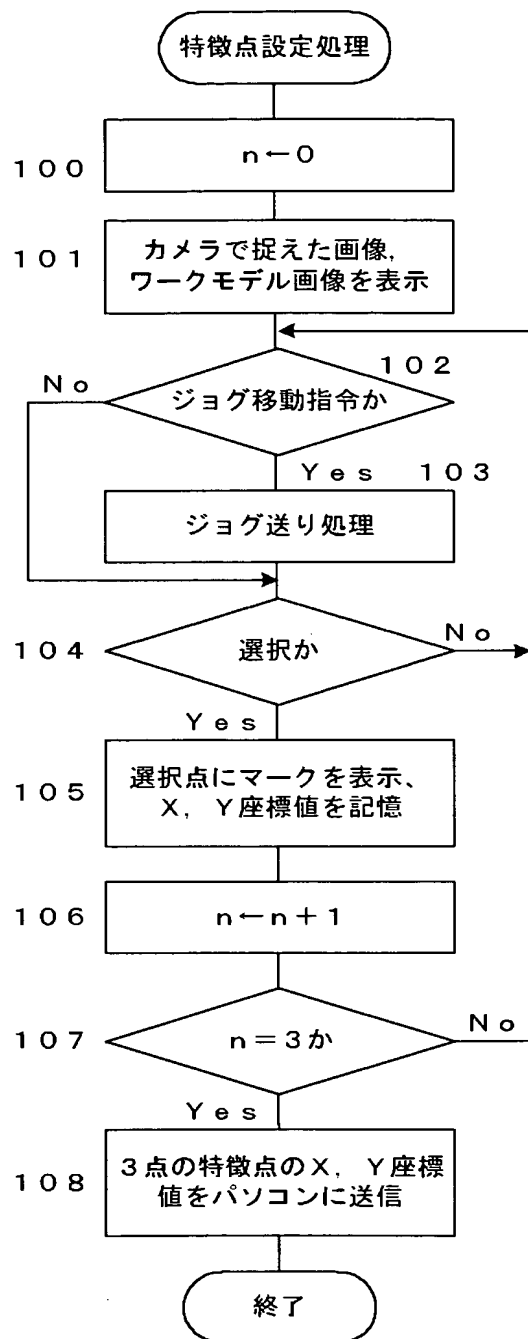 特徴点設定処理
100
n←0
101
カメラで捉えた画像,
ワークモデル画像を表示
102
No
ジョグ移動指令か
Yes
103
ジョグ送り処理
104
選択か
No
Yes
105
選択点にマークを表示、
X, Y座標値を記憶
106
n←n+1
107
n=3か
No
Yes
108
3点の特徴点のX, Y座標
値をパソコンに送信
終了